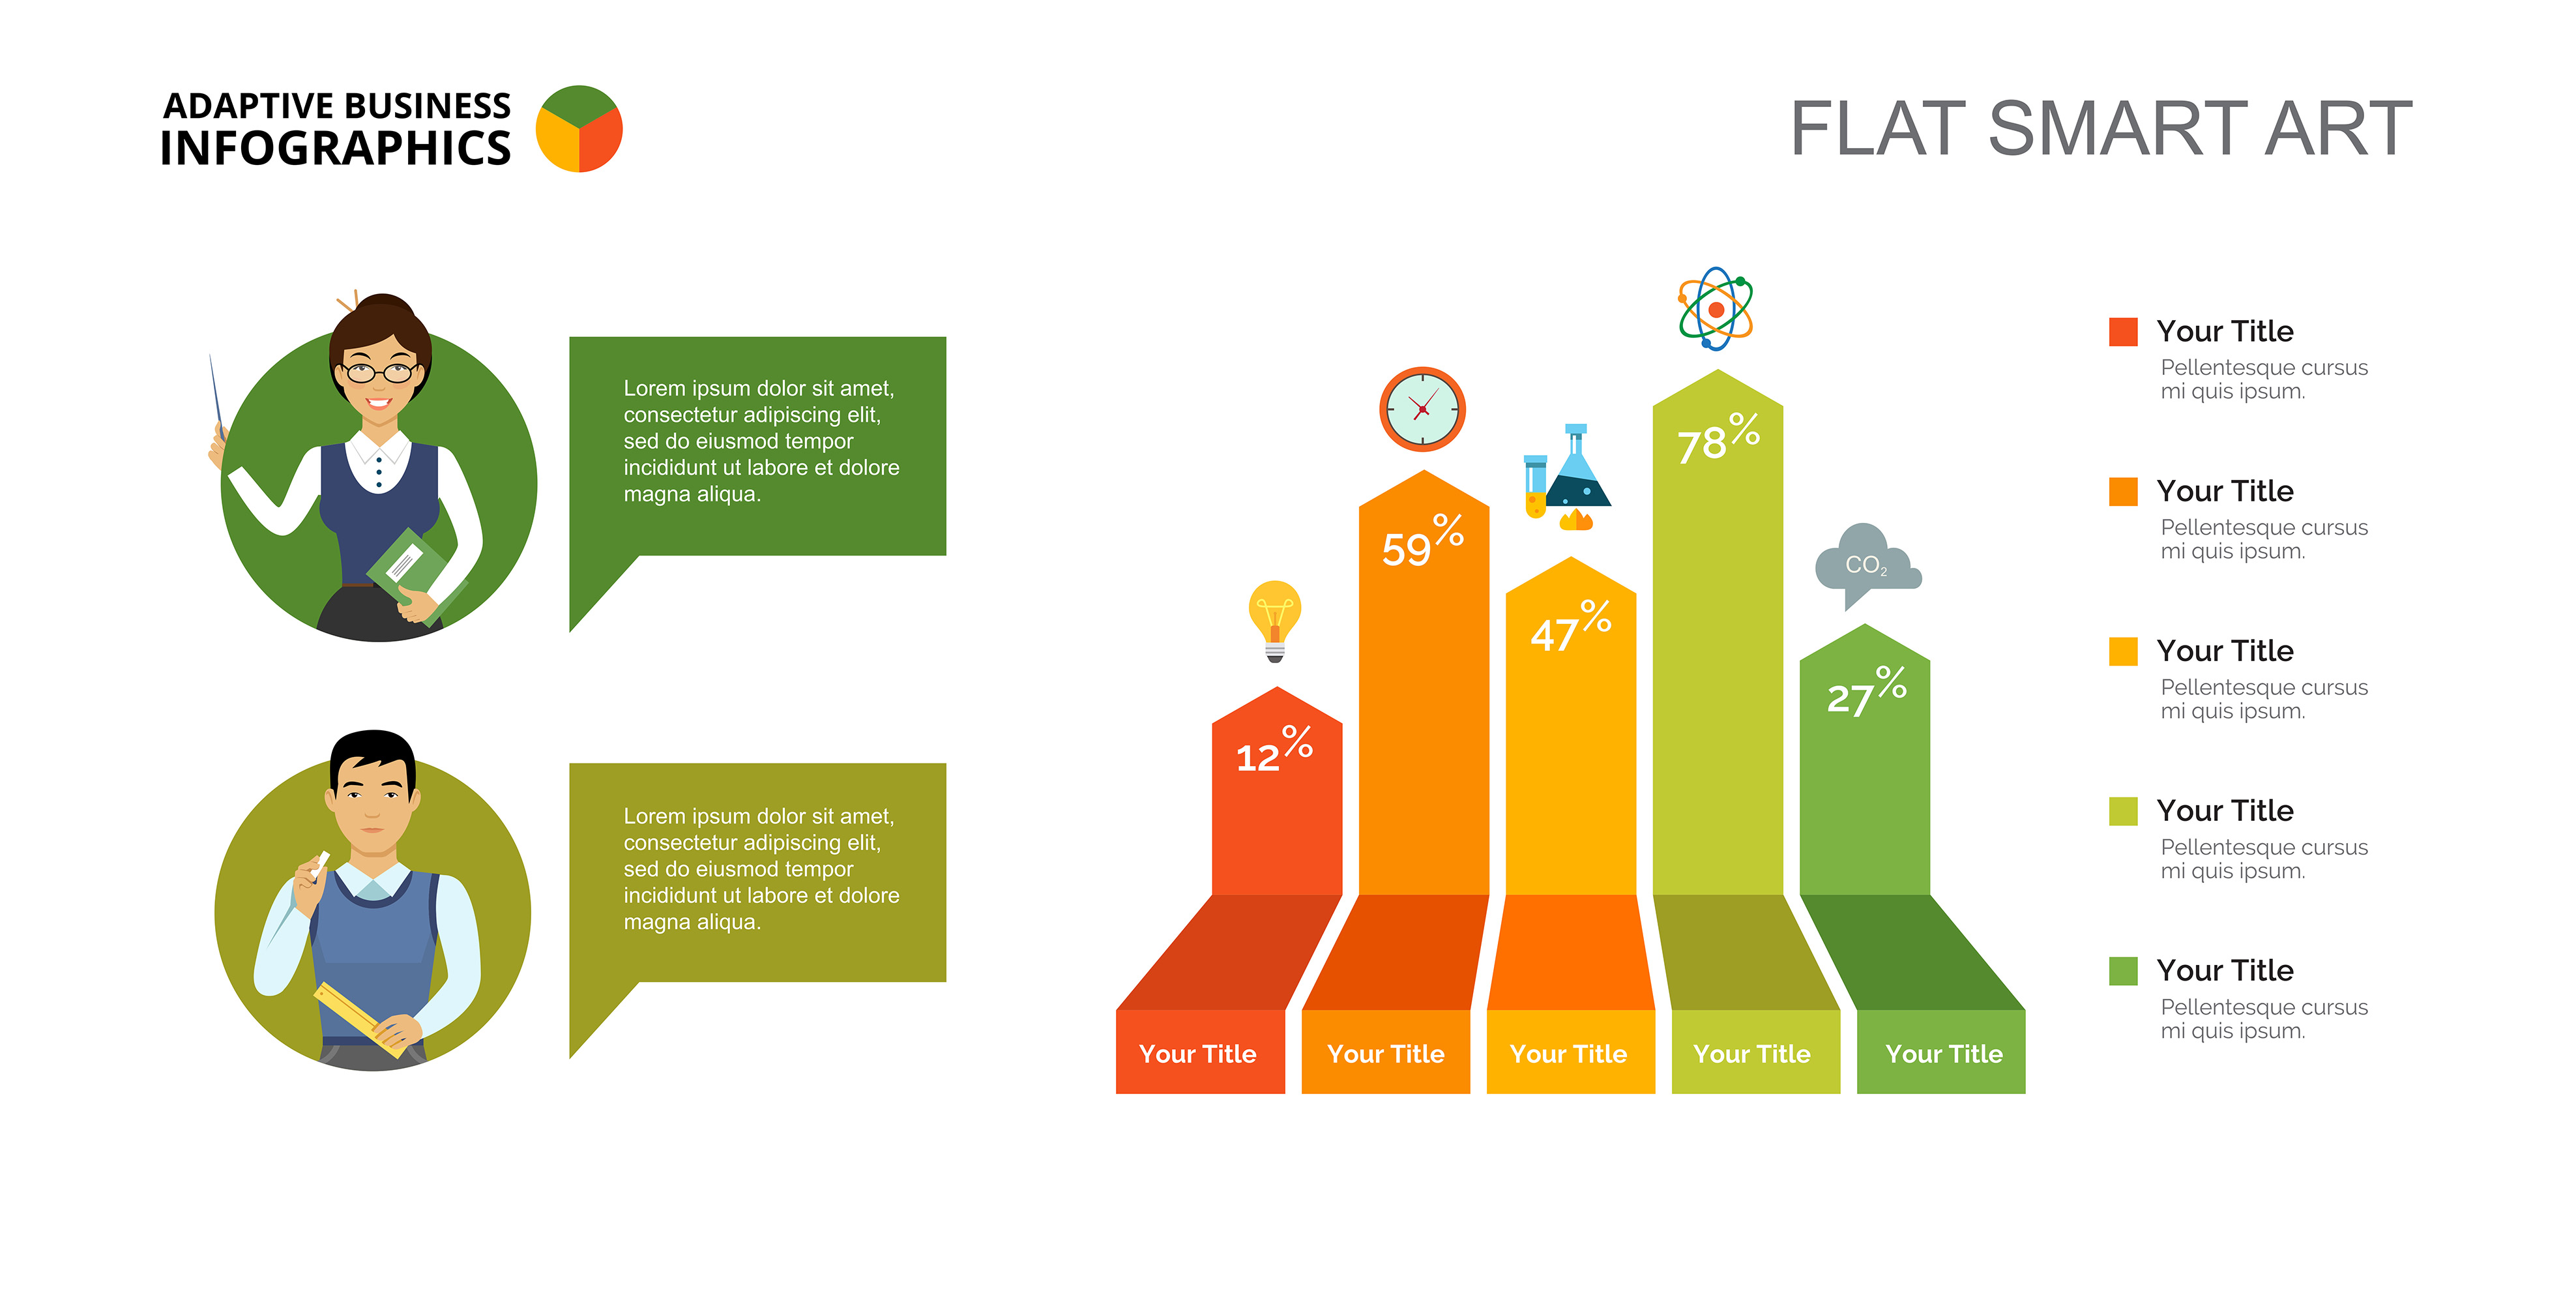 ADAPTIVE BUSINESS
INFOGRAPHICS
FLAT SMART ART
Lorem ipsum dolor sit amet,
consectetur adipiscing elit,
sed do eiusmod tempor
incididunt ut labore et dolore
magna aliqua.
Lorem ipsum dolor sit amet,
consectetur adipiscing elit,
sed do eiusmod tempor
incididunt ut labore et dolore
magna aliqua.
12%
59%
47%
78%
CO₂
27%
Your Title
Your Title
Your Title
Your Title
Your Title
Your Title
Pellentesque cursus
mi quis ipsum.
Your Title
Pellentesque cursus
mi quis ipsum.
Your Title
Pellentesque cursus
mi quis ipsum.
Your Title
Pellentesque cursus
mi quis ipsum.
Your Title
Pellentesque cursus
mi quis ipsum.